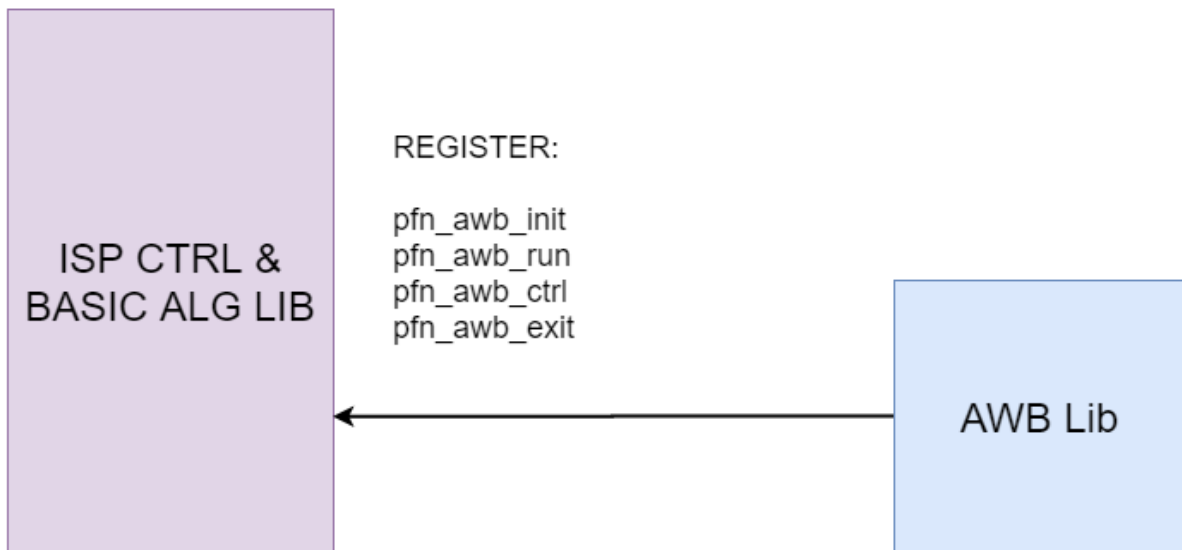 ISP CTRL &
BASIC ALG LIB
REGISTER:
pfn_awb_init
pfn_awb_run
pfn_awb_ctrl
pfn_awb_exit
AWB Lib